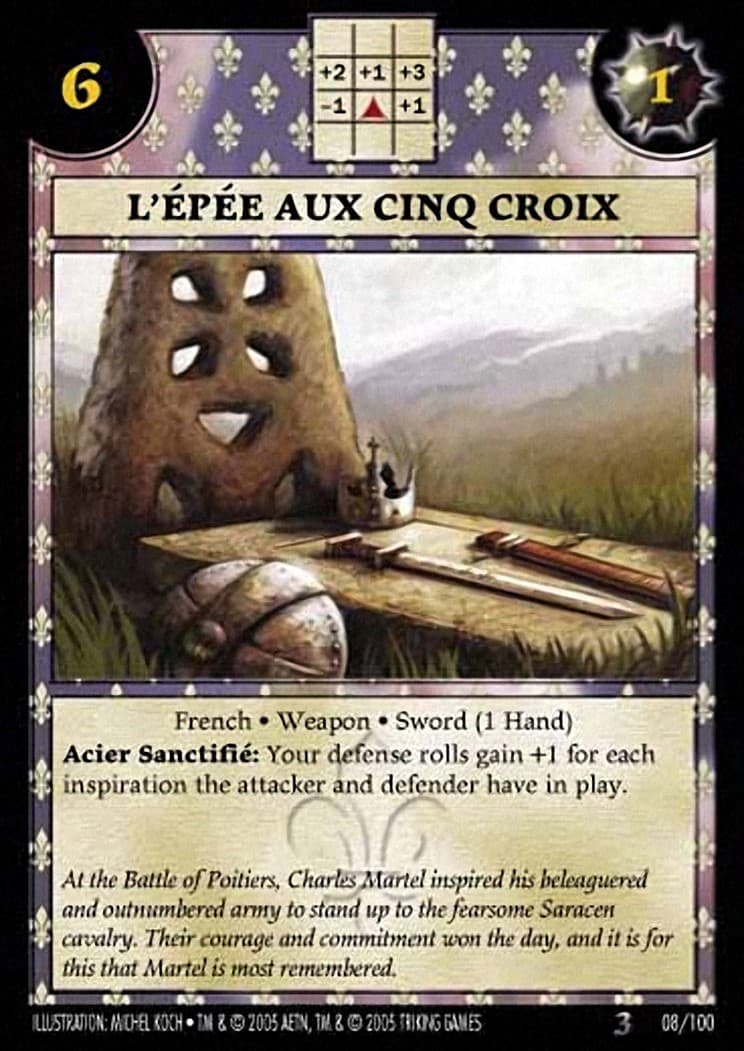 6
+2 +1 +3
-1 +1
1
L'ÉPÉE AUX CINQ CROIX
French • Weapon • Sword (1 Hand)
Acier Sanctifié: Your defense rolls gain +1 for each
inspiration the attacker and defender have in play.
At the Battle of Poitiers, Charles Martel inspired his beleaguered
and outnumbered army to stand up to the fearsome Saracen
cavalry. Their courage and commitment won the day, and it is for
this that Martel is most remembered.
ILLUSTRATION: MICHEL KOCH • TM & © 2005 AETN, TM & © 2005 TRIKING GAMES
3 08/100